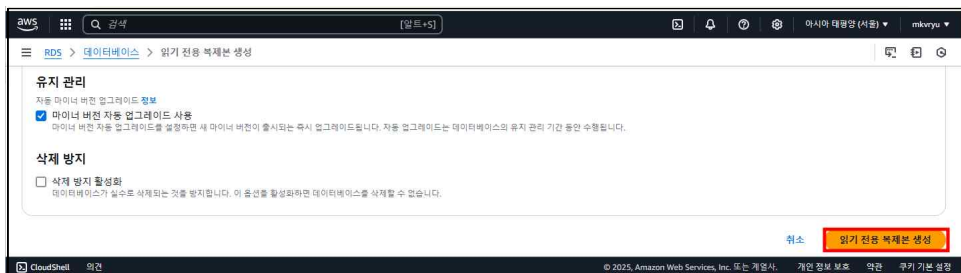 aws 검색 [알트+S] 아시아 태평양 (서울) ▼ mkvryu ▼
RDS > 데이터베이스 > 읽기 전용 복제본 생성
유지 관리
자동 마이너 버전 업그레이드 정보
마이너 버전 자동 업그레이드 사용
마이너 버전 자동 업그레이드를 설정하면 새 마이너 버전이 출시되는 즉시 업그레이드됩니다. 자동 업그레이드는 데이터베이스의 유지 관리 기간 동안 수행됩니다.
삭제 방지
삭제 방지 활성화
데이터베이스가 실수로 삭제되는 것을 방지합니다. 이 옵션을 활성화하면 데이터베이스를 삭제할 수 없습니다.
취소 읽기 전용 복제본 생성
CloudShell 의견 © 2025, Amazon Web Services, Inc. 또는 계열사. 개인 정보 보호 약관 쿠키 기본 설정